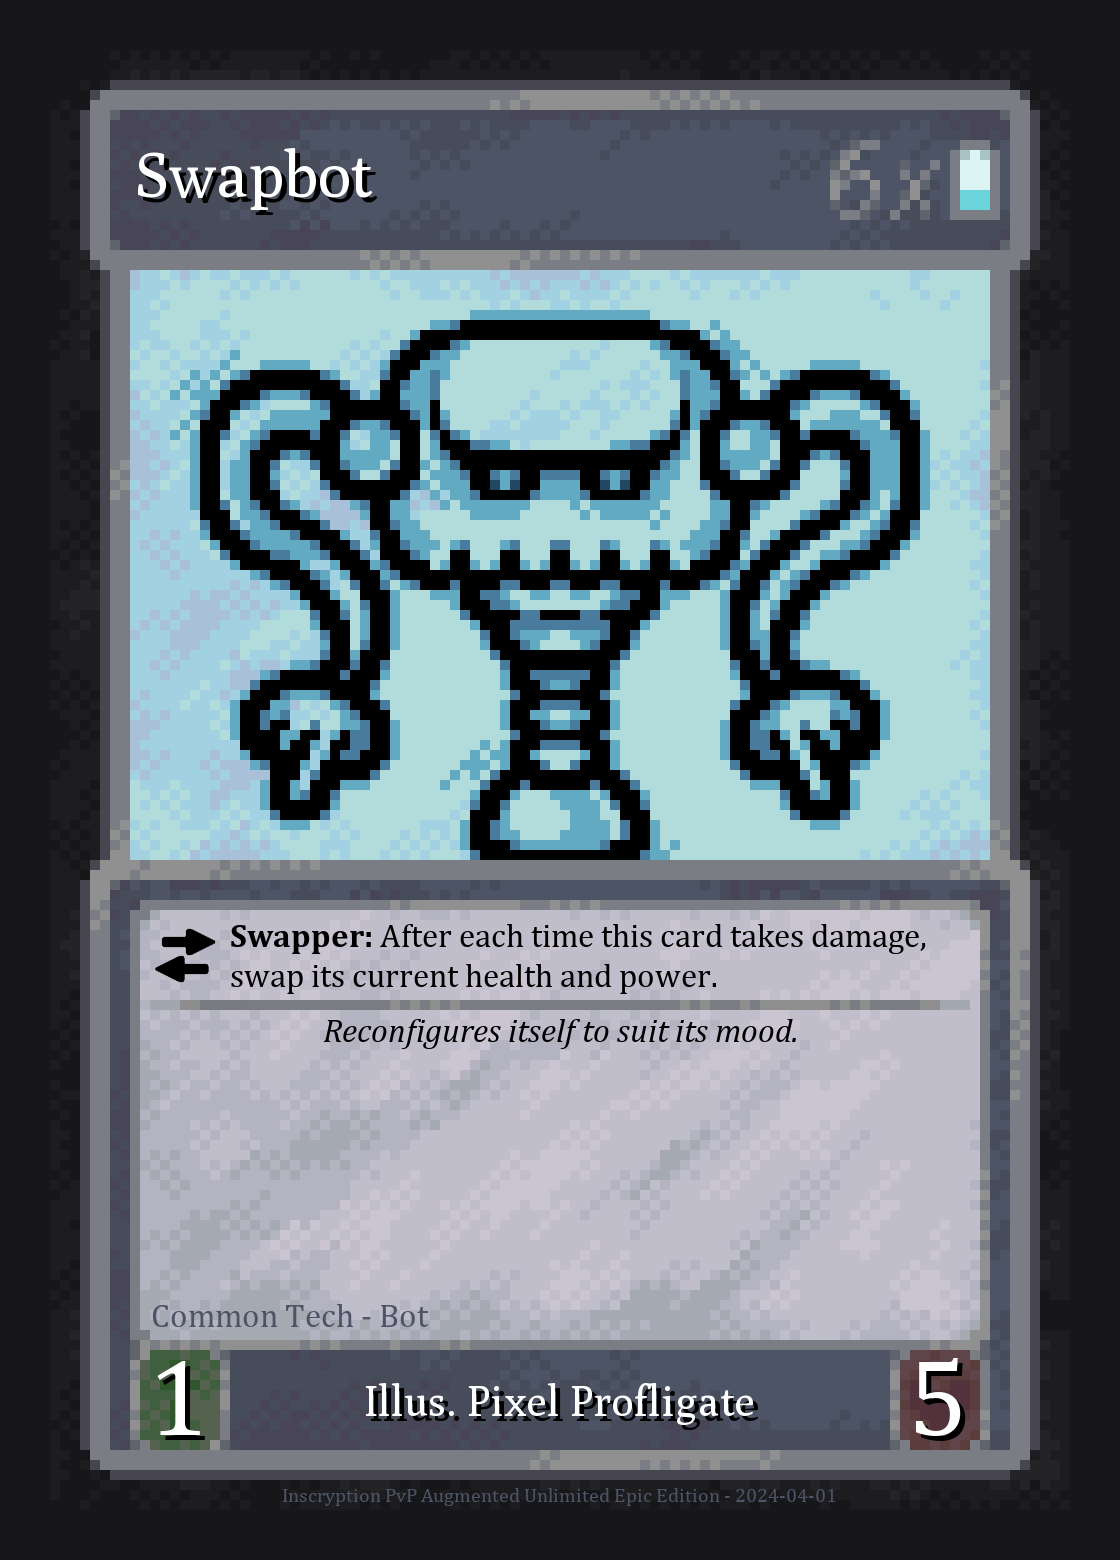 Swapbot
6x
Swapper: After each time this card takes damage,
swap its current health and power.
Reconfigures itself to suit its mood.
Common Tech - Bot
1
Illus. Pixel Profligate
5
Inscryption PvP Augmented Unlimited Epic Edition - 2024-04-01